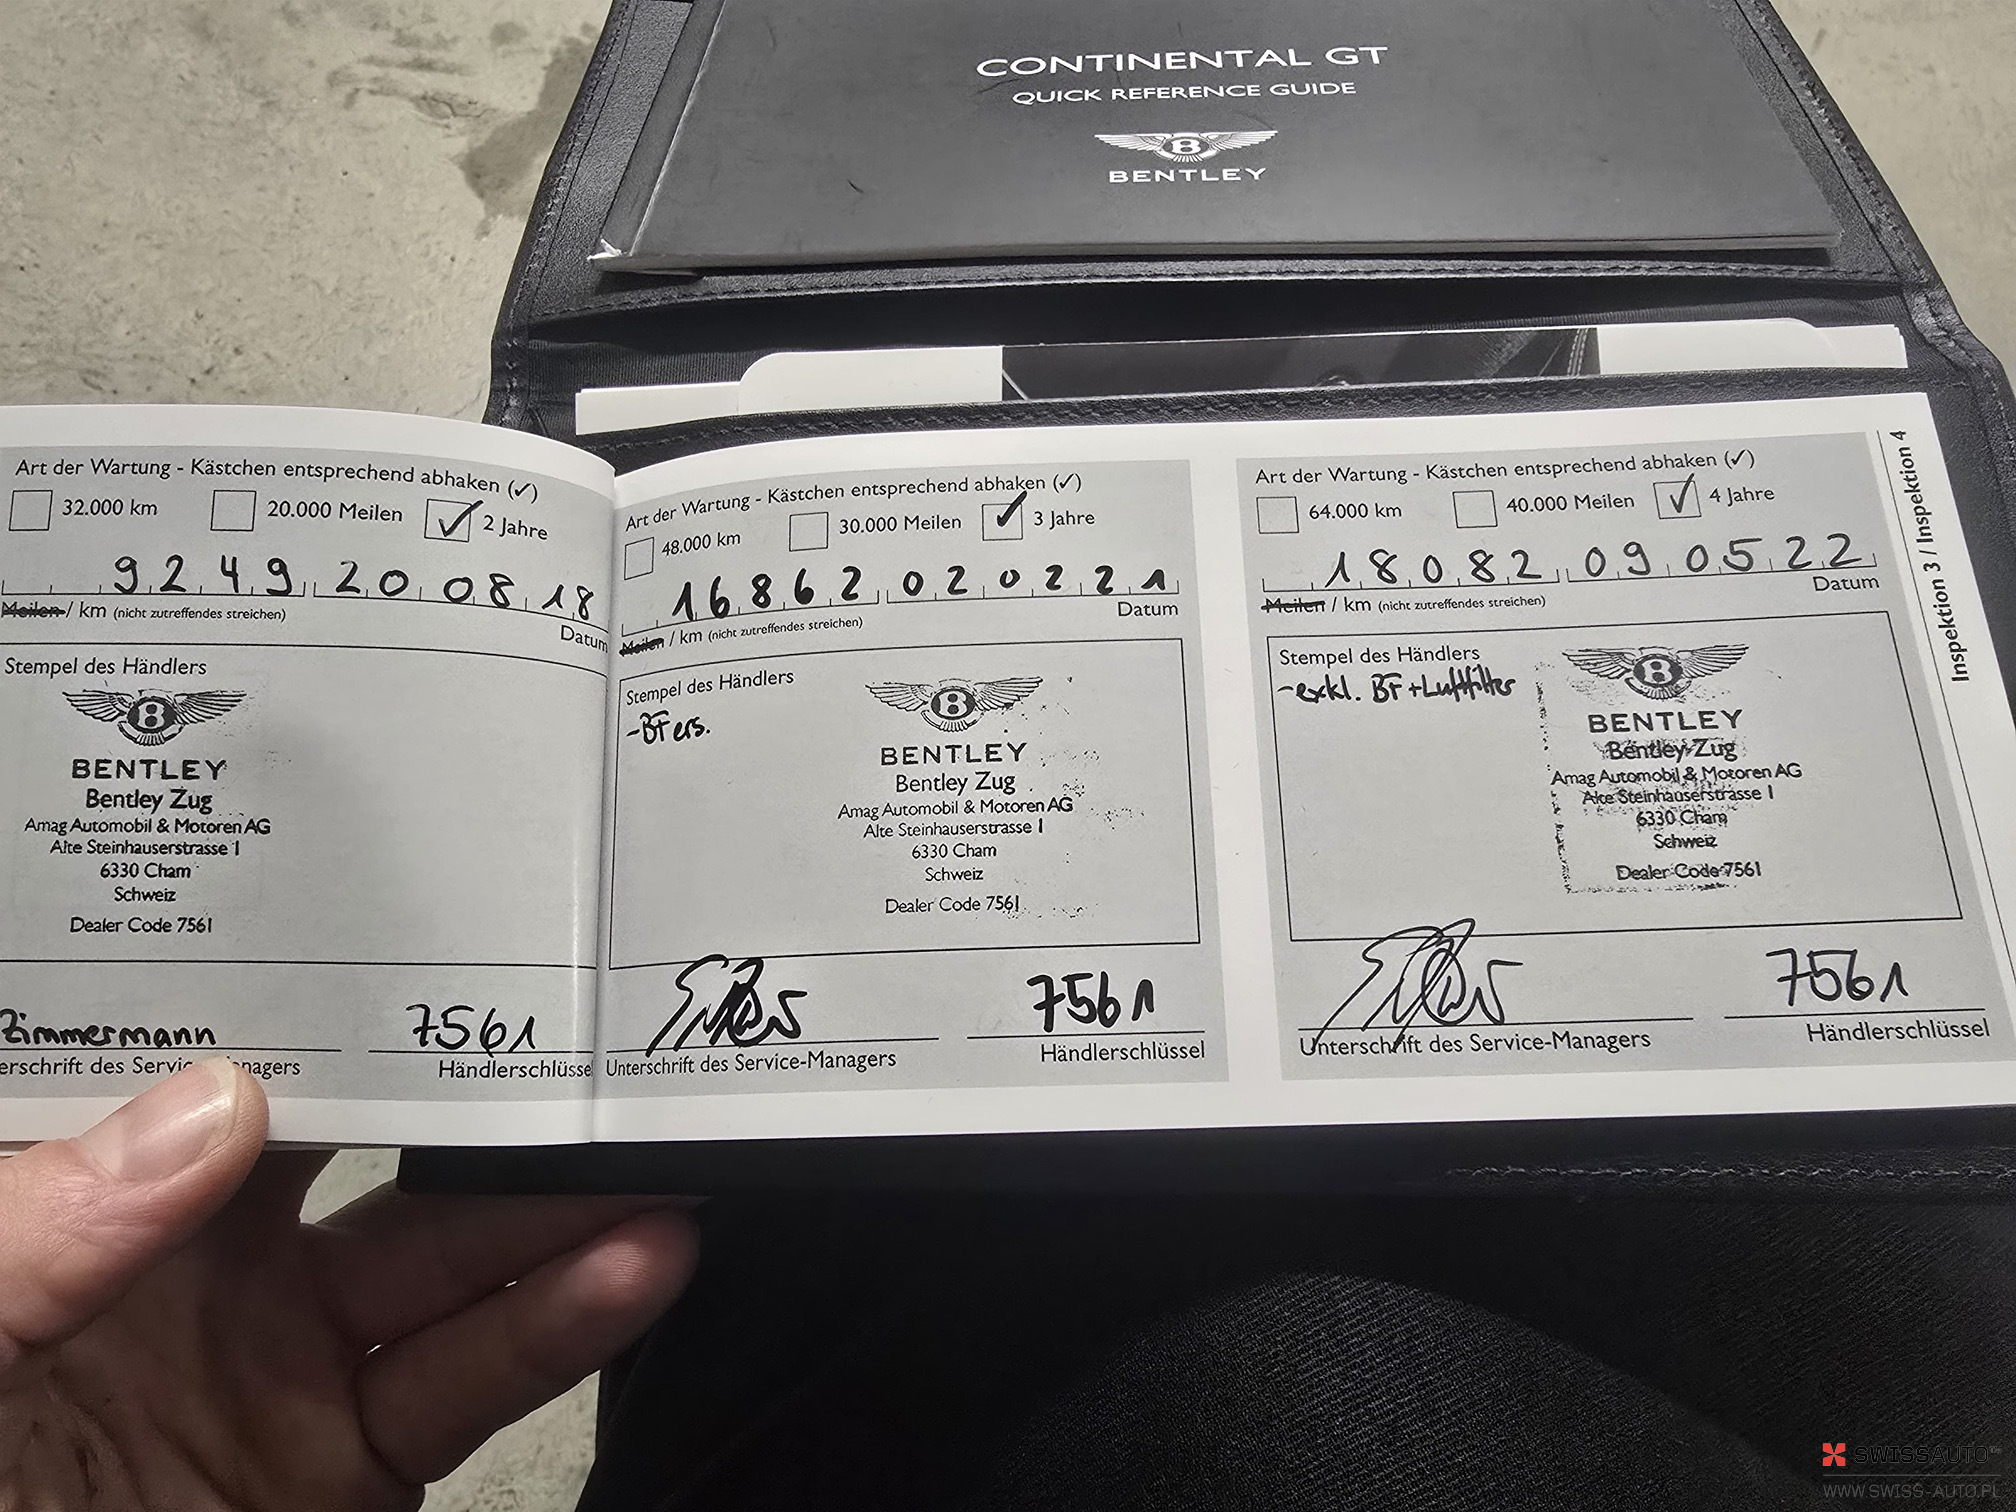 CONTINENTAL GT
QUICK REFERENCE GUIDE
B
BENTLEY
Art der Wartung - Kästchen entsprechend abhaken (✓)
32.000 km 20.000 Meilen ✓ 2 Jahre
9249 20 08 18
Meilen / km (nicht zutreffendes streichen)
Datum
Stempel des Händlers
B
BENTLEY
Bentley Zug
Amag Automobil & Motoren AG
Alte Steinhauserstrasse 1
6330 Cham
Schweiz
Dealer Code 7561
Zimmermann 7561
erschrift des Service-Managers Händlerschlüssel
Art der Wartung - Kästchen entsprechend abhaken (✓)
48.000 km 30.000 Meilen ✓ 3 Jahre
16862 02 02 21
Meilen / km (nicht zutreffendes streichen)
Datum
Stempel des Händlers
-BF ers.
B
BENTLEY
Bentley Zug
Amag Automobil & Motoren AG
Alte Steinhauserstrasse 1
6330 Cham
Schweiz
Dealer Code 7561
7561
Unterschrift des Service-Managers Händlerschlüssel
Art der Wartung - Kästchen entsprechend abhaken (✓)
64.000 km 40.000 Meilen ✓ 4 Jahre
18082 09 05 22
Meilen / km (nicht zutreffendes streichen)
Datum
Stempel des Händlers
-exkl. BF + Luftfilter
B
BENTLEY
Bentley Zug
Amag Automobil & Motoren AG
Alte Steinhauserstrasse 1
6330 Cham
Schweiz
Dealer Code 7561
7561
Unterschrift des Service-Managers Händlerschlüssel
Inspektion 3 / Inspektion 4
SWISSAUTO
WWW.SWISS-AUTO.PL